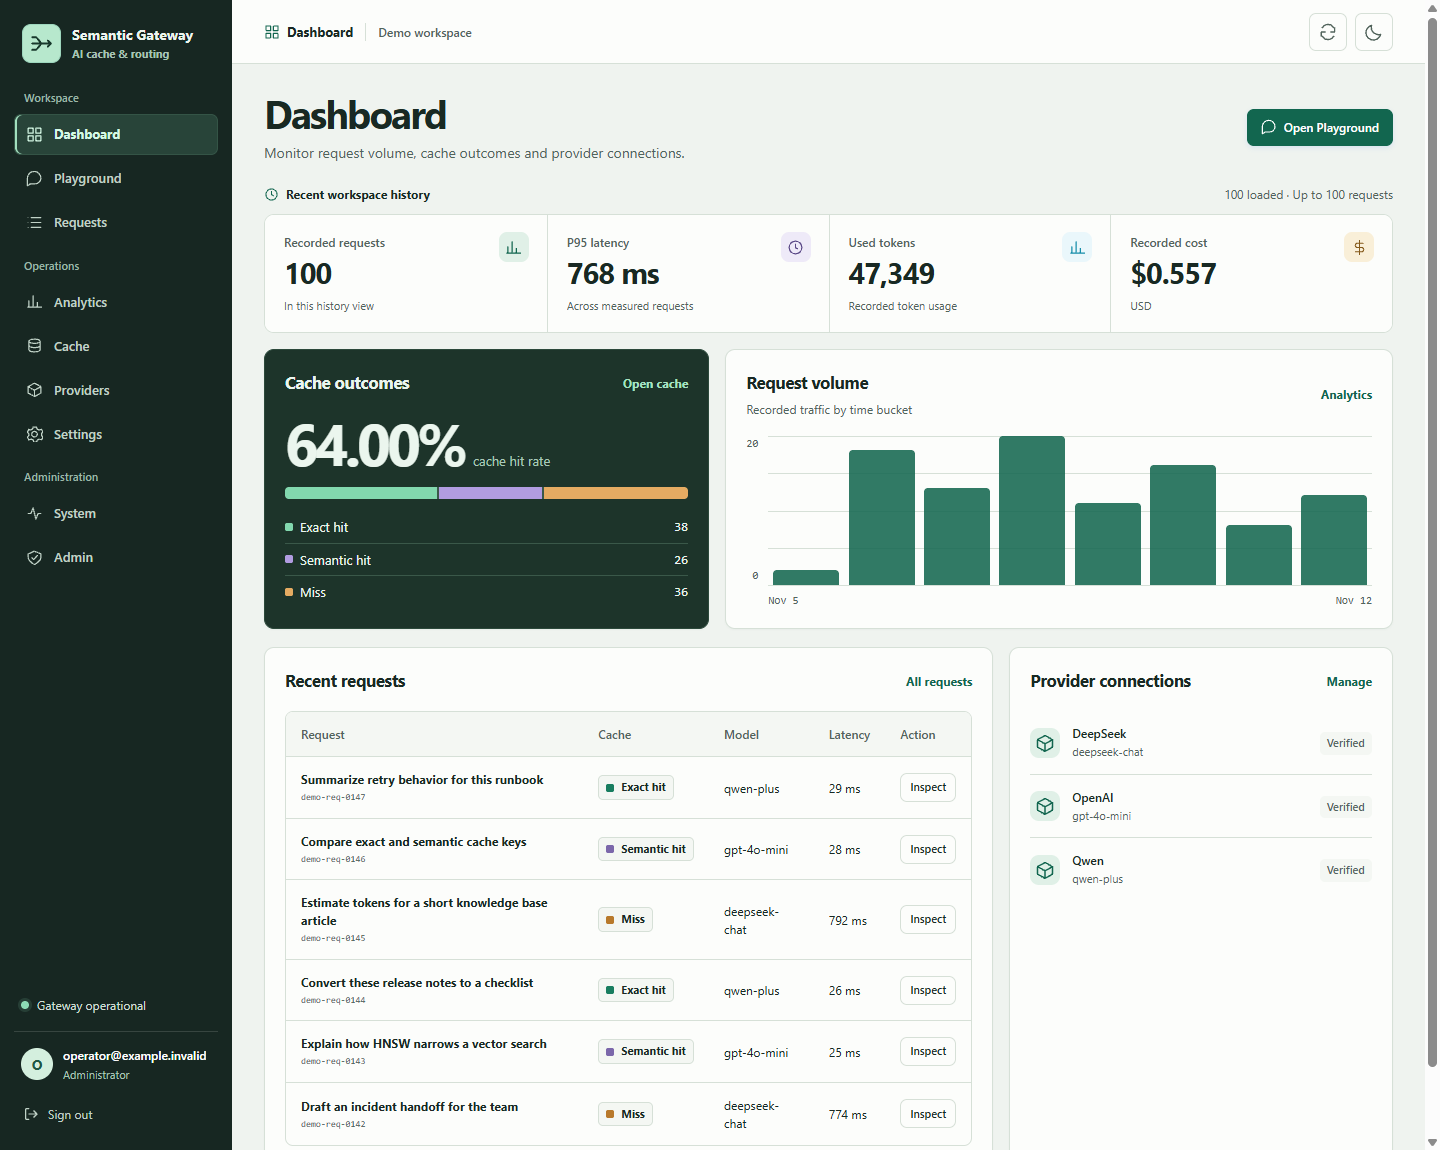 Semantic Gateway
AI cache & routing
Workspace
Dashboard
Playground
Requests
Operations
Analytics
Cache
Providers
Settings
Administration
System
Admin
Gateway operational
O
operator@example.invalid
Administrator
Sign out
Dashboard
Demo workspace
Dashboard
Monitor request volume, cache outcomes and provider connections.
Open Playground
Recent workspace history
100 loaded · Up to 100 requests
Recorded requests
100
In this history view
P95 latency
768 ms
Across measured requests
Used tokens
47,349
Recorded token usage
Recorded cost
$0.557
USD
Cache outcomes
Open cache
64.00% cache hit rate
Exact hit 38
Semantic hit 26
Miss 36
Request volume
Recorded traffic by time bucket
Analytics
20
0
Nov 5
Nov 12
Recent requests
All requests
Request Cache Model Latency Action
Summarize retry behavior for this runbook
demo-req-0147
Exact hit
qwen-plus
29 ms
Inspect
Compare exact and semantic cache keys
demo-req-0146
Semantic hit
gpt-4o-mini
28 ms
Inspect
Estimate tokens for a short knowledge base
article
demo-req-0145
Miss
deepseek-
chat
792 ms
Inspect
Convert these release notes to a checklist
demo-req-0144
Exact hit
qwen-plus
26 ms
Inspect
Explain how HNSW narrows a vector search
demo-req-0143
Semantic hit
gpt-4o-mini
25 ms
Inspect
Draft an incident handoff for the team
demo-req-0142
Miss
deepseek-
chat
774 ms
Inspect
Provider connections
Manage
DeepSeek
deepseek-chat
Verified
OpenAI
gpt-4o-mini
Verified
Qwen
qwen-plus
Verified